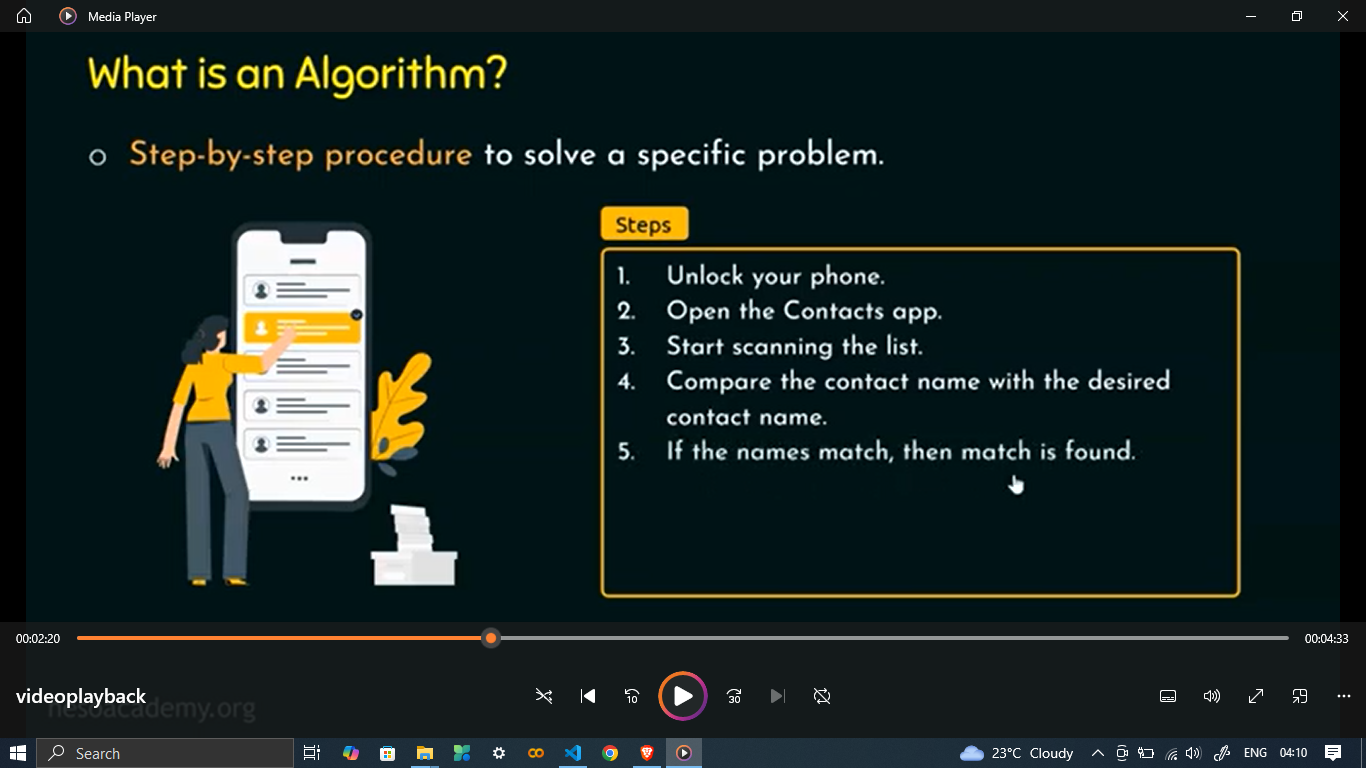 Media Player
What is an Algorithm?
Step-by-step procedure to solve a specific problem.
Steps
1. Unlock your phone.
2. Open the Contacts app.
3. Start scanning the list.
4. Compare the contact name with the desired
contact name.
5. If the names match, then match is found.
00:02:20
00:04:33
videoplayback
nesoacademy.org
10
30
Search
23°C Cloudy
ENG
04:10